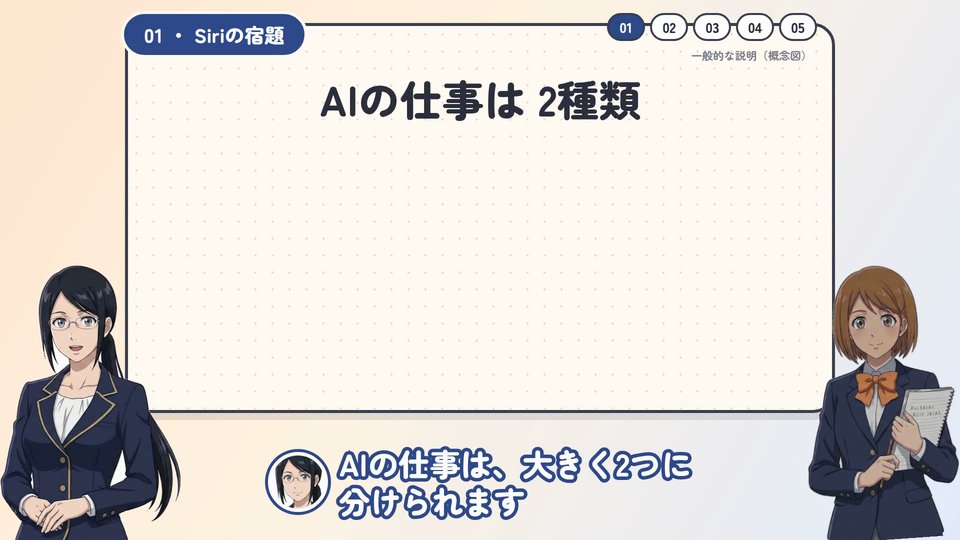 01 ・ Siriの宿題
01 02 03 04 05
一般的な説明（概念図）
AIの仕事は 2種類
AIの仕事は、大きく2つに
分けられます